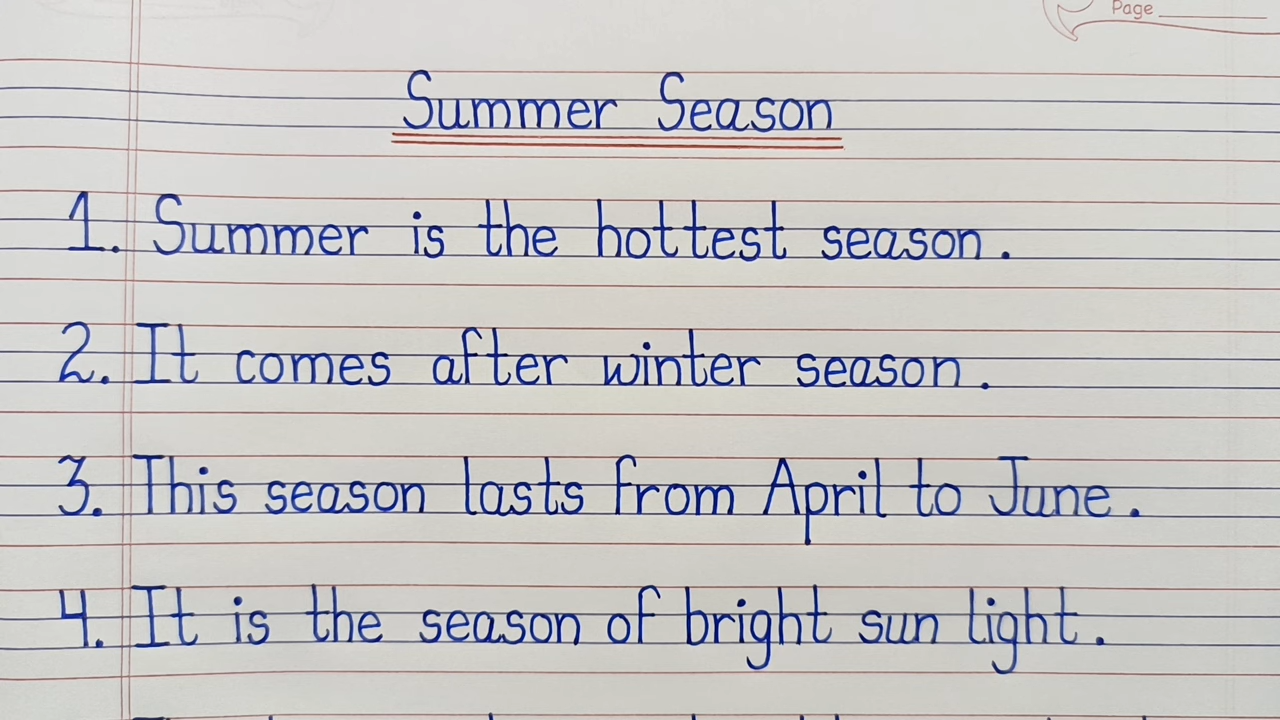 Page
Summer Season
1. Summer is the hottest season.
2. It comes after winter season.
3. This season lasts from April to June.
4. It is the season of bright sun light.